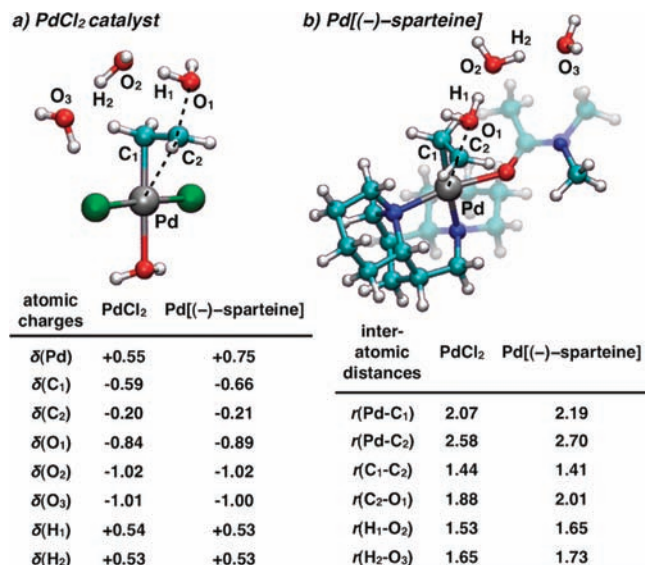 a) PdCl₂ catalyst
O₂
H₁
O₁
O₃
H₂
C₁
C₂
Pd
b) Pd[(−)−sparteine]
H₂
O₂
O₃
H₁
O₁
C₁
C₂
Pd
atomic charges PdCl₂ Pd[(−)−sparteine]
δ(Pd) +0.55 +0.75
δ(C₁) -0.59 -0.66
δ(C₂) -0.20 -0.21
δ(O₁) -0.84 -0.89
δ(O₂) -1.02 -1.02
δ(O₃) -1.01 -1.00
δ(H₁) +0.54 +0.53
δ(H₂) +0.53 +0.53
inter-
atomic PdCl₂ Pd[(−)−sparteine]
distances
r(Pd-C₁) 2.07 2.19
r(Pd-C₂) 2.58 2.70
r(C₁-C₂) 1.44 1.41
r(C₂-O₁) 1.88 2.01
r(H₁-O₂) 1.53 1.65
r(H₂-O₃) 1.65 1.73